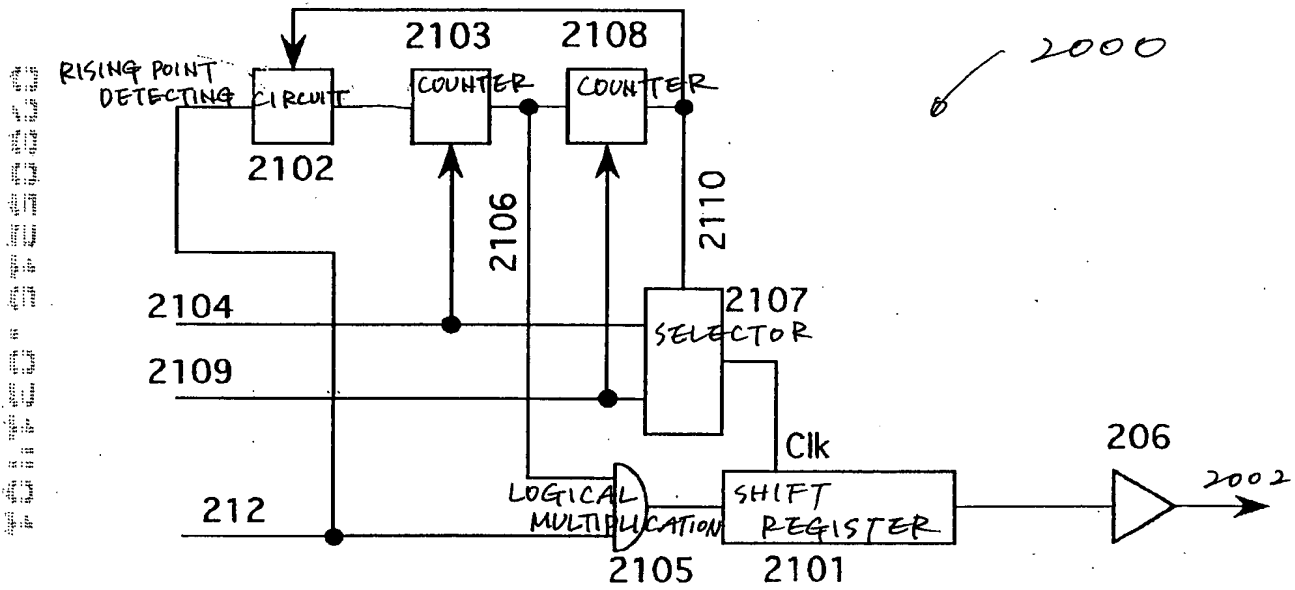 2103
2108
2000
RISING POINT
DETECTING CIRCUIT
COUNTER
COUNTER
2102
2106
2110
2104
2107
SELECTOR
2109
Clk
206
212
LOGICAL
MULTIPLICATION
SHIFT
REGISTER
2002
2105
2101